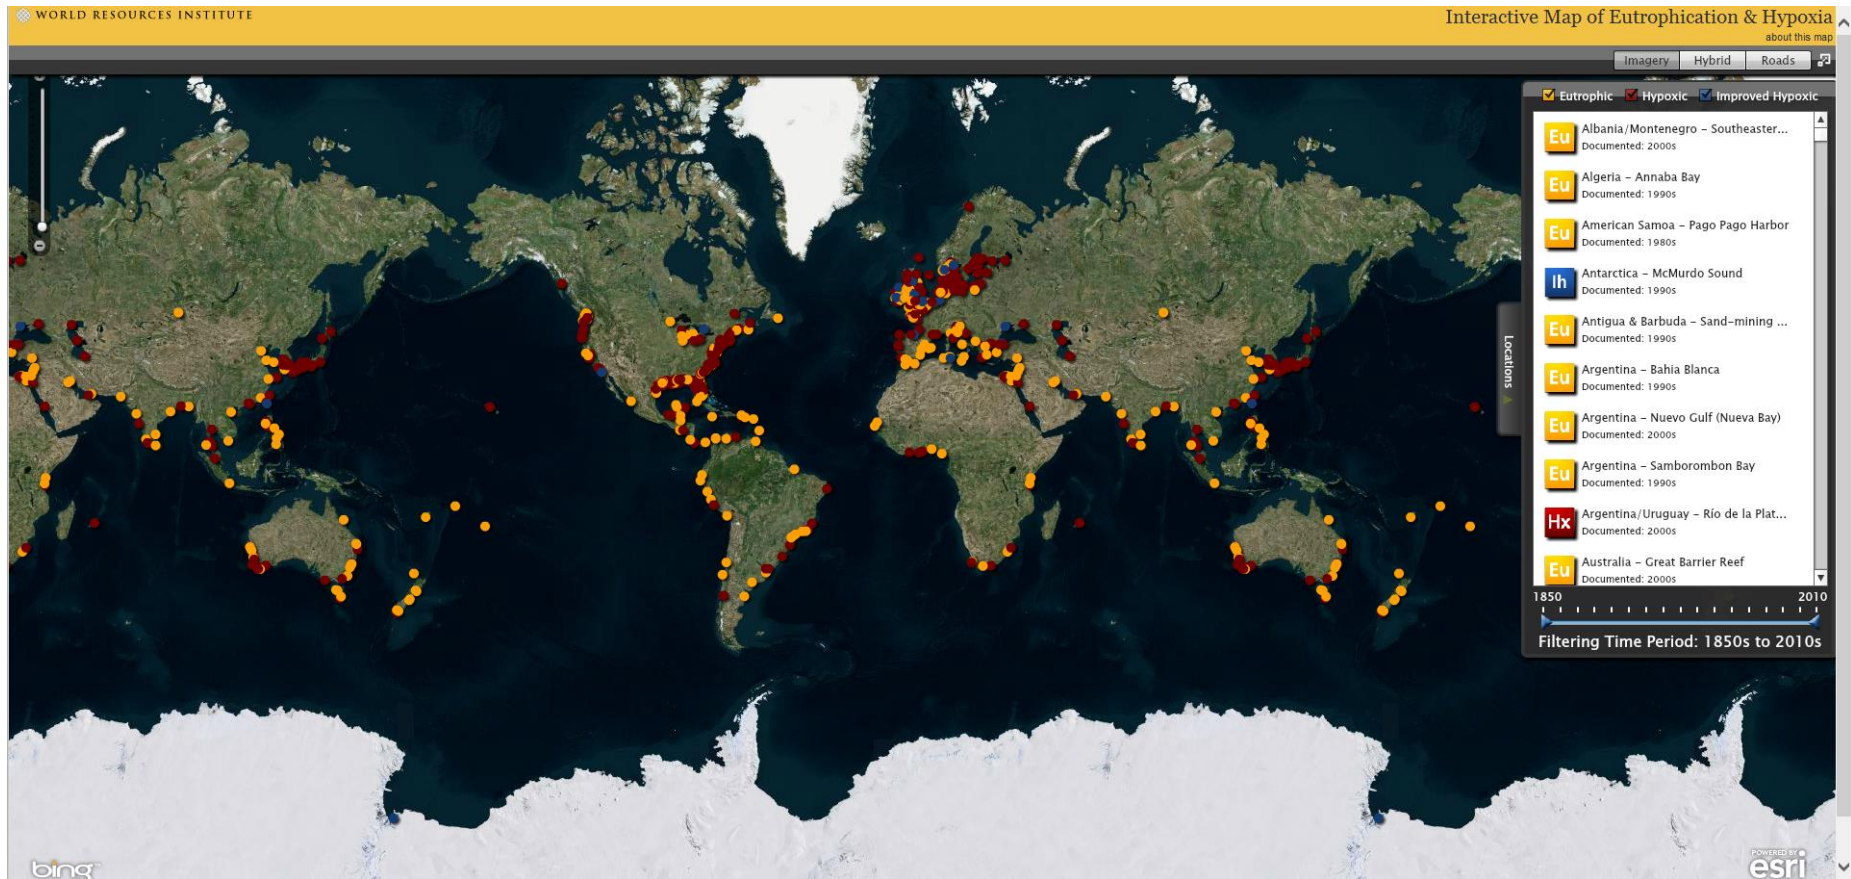 WORLD RESOURCES INSTITUTE
Interactive Map of Eutrophication & Hypoxia
about this map
Imagery Hybrid Roads
Eutrophic Hypoxic Improved Hypoxic
Eu Albania/Montenegro – Southeaster...
Documented: 2000s
Eu Algeria – Annaba Bay
Documented: 1990s
Eu American Samoa – Pago Pago Harbor
Documented: 1980s
Ih Antarctica – McMurdo Sound
Documented: 1990s
Eu Antigua & Barbuda – Sand-mining ...
Documented: 1990s
Eu Argentina – Bahia Blanca
Documented: 1990s
Eu Argentina – Nuevo Gulf (Nueva Bay)
Documented: 2000s
Eu Argentina – Samborombon Bay
Documented: 1990s
Hx Argentina/Uruguay – Río de la Plat...
Documented: 2000s
Eu Australia – Great Barrier Reef
Documented: 2000s
Locations
1850 2010
Filtering Time Period: 1850s to 2010s
bing
POWERED BY
esri